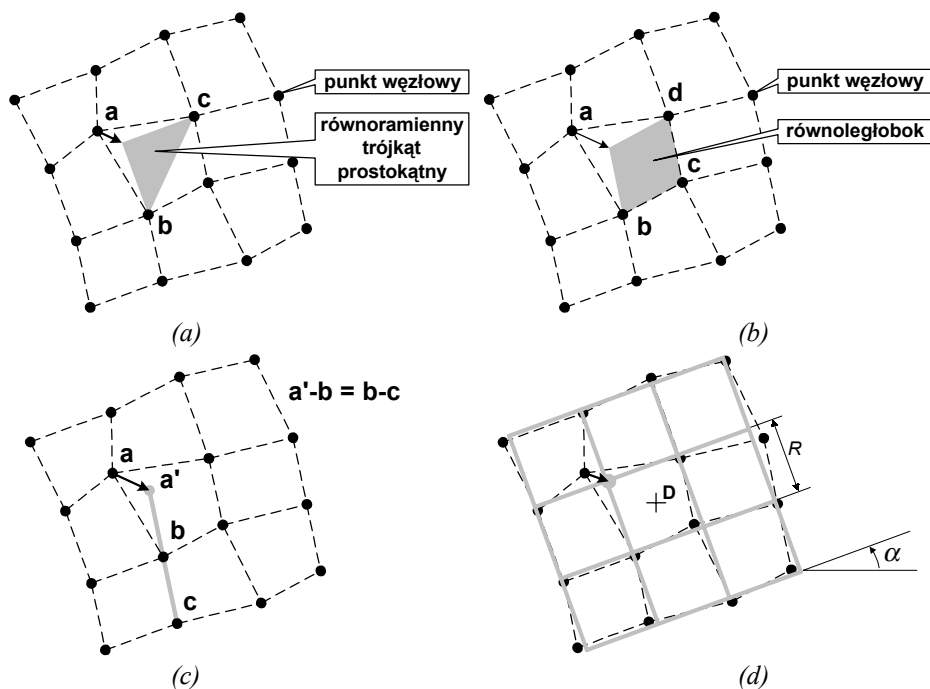 a
c
punkt węzłowy
równoramienny
trójkąt
prostokątny
b
(a)
a
d
punkt węzłowy
równoległobok
c
b
(b)
a'-b = b-c
a
a'
b
c
(c)
R
D
α
(d)